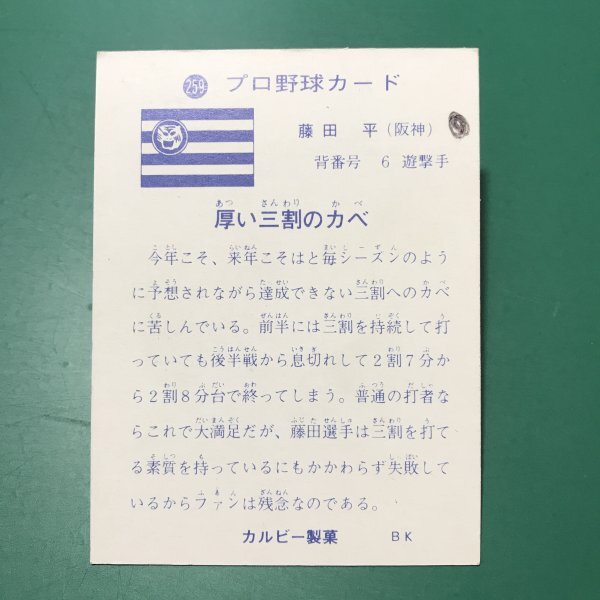 259 プロ野球カード
藤田 平(阪神)
背番号 6 遊撃手
厚い三割のカベ
今年こそ、来年こそはと毎シーズンのよう
に予想されながら達成できない三割へのカベ
に苦しんでいる。前半には三割を持続して打
っていても後半戦から息切れして2割7分か
ら2割8分台で終ってしまう。普通の打者な
らこれで大満足だが、藤田選手は三割を打て
る素質を持っているにもかかわらず失敗して
いるからファンは残念なのである。
カルビー製菓 BK